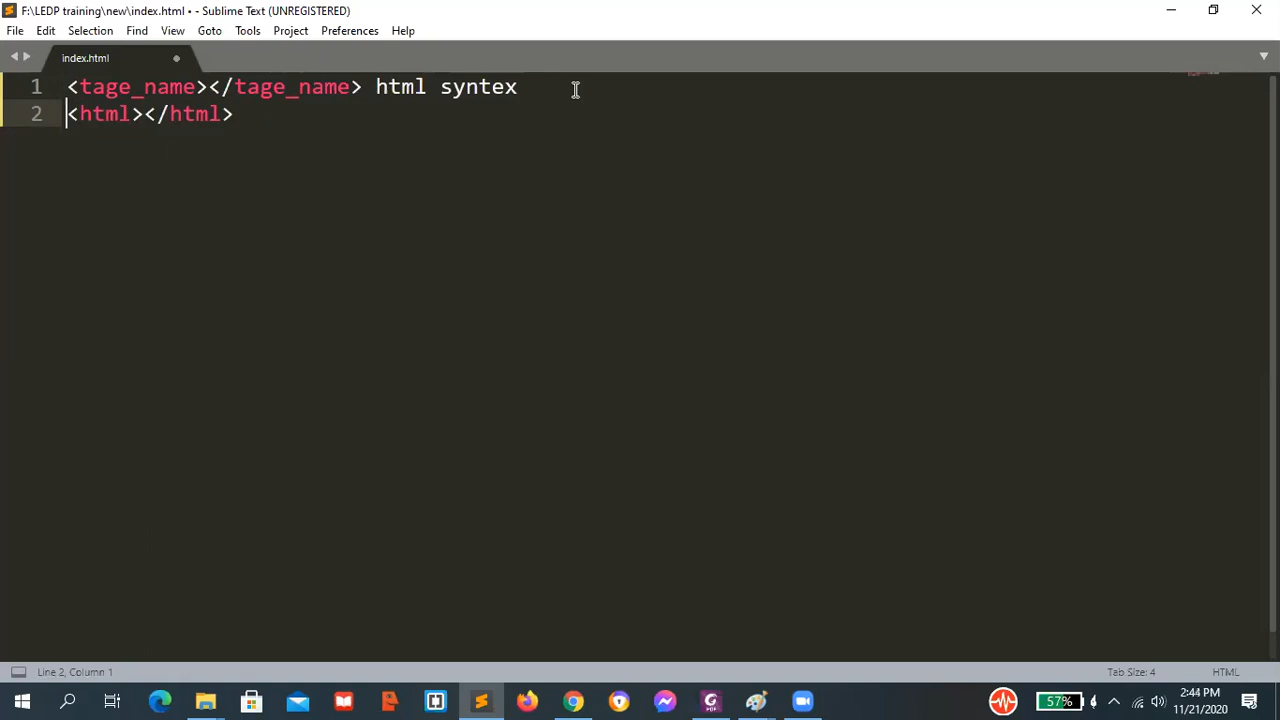 F:\LEDP training\new\index.html • - Sublime Text (UNREGISTERED)
File Edit Selection Find View Goto Tools Project Preferences Help
index.html
1 <tage_name></tage_name> html syntex
2 <html></html>
Line 2, Column 1 Tab Size: 4 HTML
57% 2:44 PM
11/21/2020